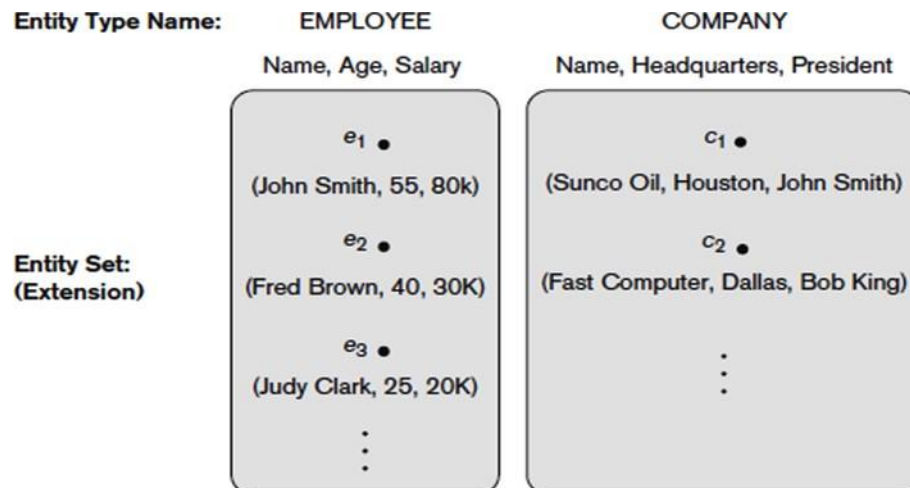 Entity Type Name: EMPLOYEE COMPANY
Name, Age, Salary Name, Headquarters, President
e1 • c1 •
(John Smith, 55, 80k) (Sunco Oil, Houston, John Smith)
e2 • c2 •
Entity Set:
(Extension)
(Fred Brown, 40, 30K) (Fast Computer, Dallas, Bob King)
e3 •
(Judy Clark, 25, 20K)